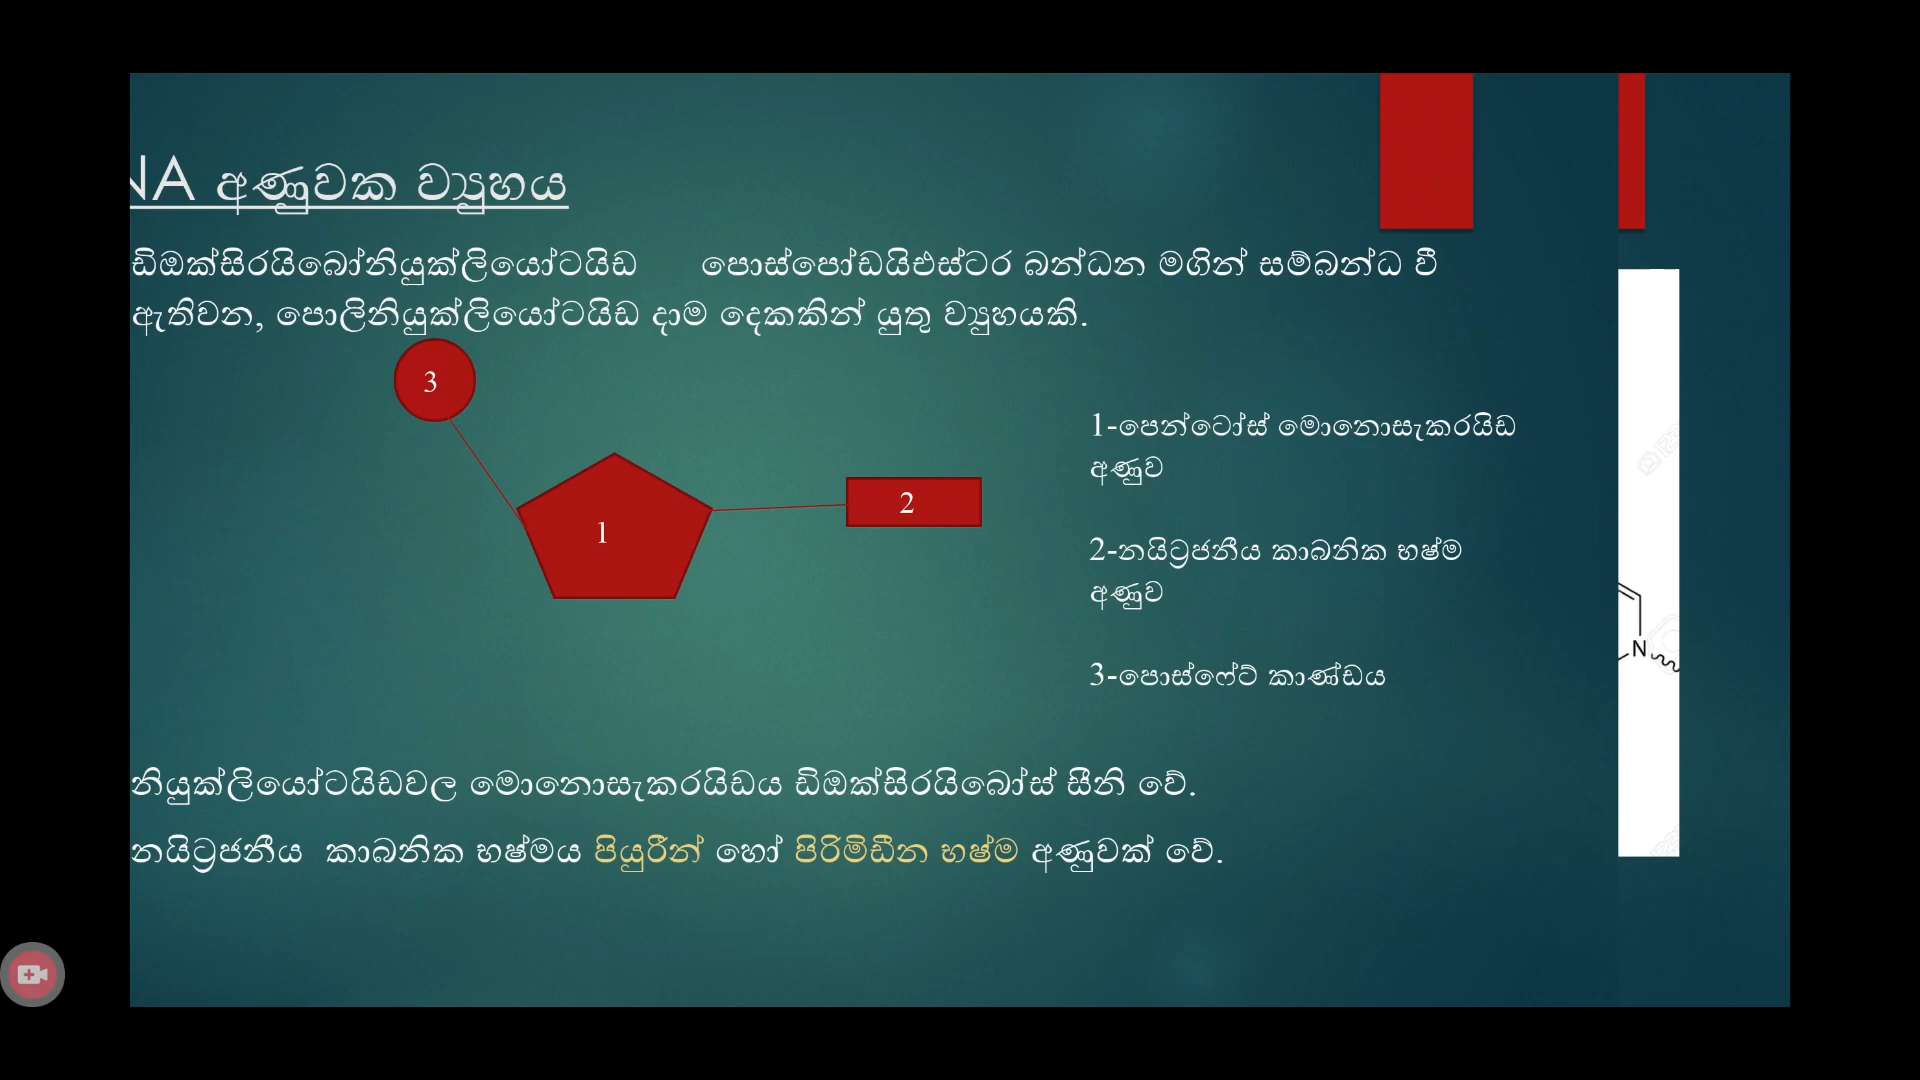 NA අණුවක ව්‍යුහය
ඩිඔක්සිරයිබෝනියුක්ලියෝටයිඩ පොස්පෝඩයිඑස්ටර බන්ධන මගින් සම්බන්ධ වී
ඇතිවන, පොලිනියුක්ලියෝටයිඩ දාම දෙකකින් යුතු ව්‍යුහයකි.
3
1
2
1-පෙන්ටෝස් මොනොසැකරයිඩ
අණුව
2-නයිට්‍රජනීය කාබනික භෂ්ම
අණුව
3-පොස්ෆේට් කාණ්ඩය
N
නියුක්ලියෝටයිඩවල මොනොසැකරයිඩය ඩිඔක්සිරයිබෝස් සීනි වේ.
නයිට්‍රජනීය කාබනික භෂ්මය පියුරීන් හෝ පිරිමිඩීන භෂ්ම අණුවක් වේ.